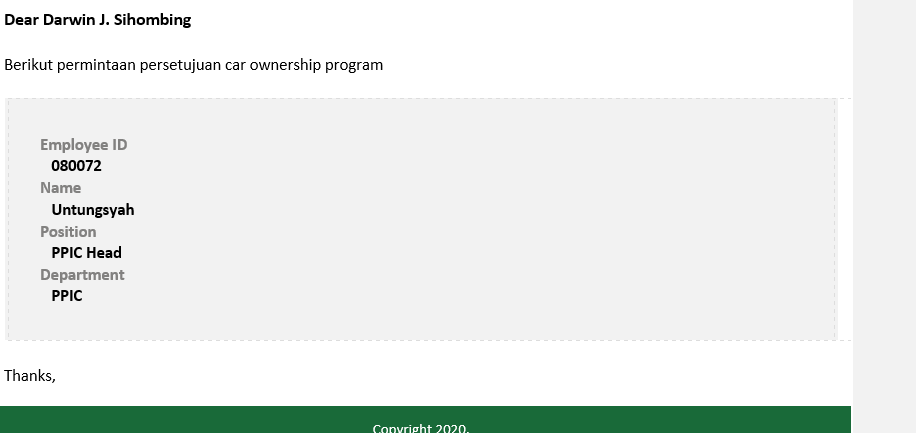 Dear Darwin J. Sihombing
Berikut permintaan persetujuan car ownership program
Employee ID
080072
Name
Untungsyah
Position
PPIC Head
Department
PPIC
Thanks,
Copyright 2020.